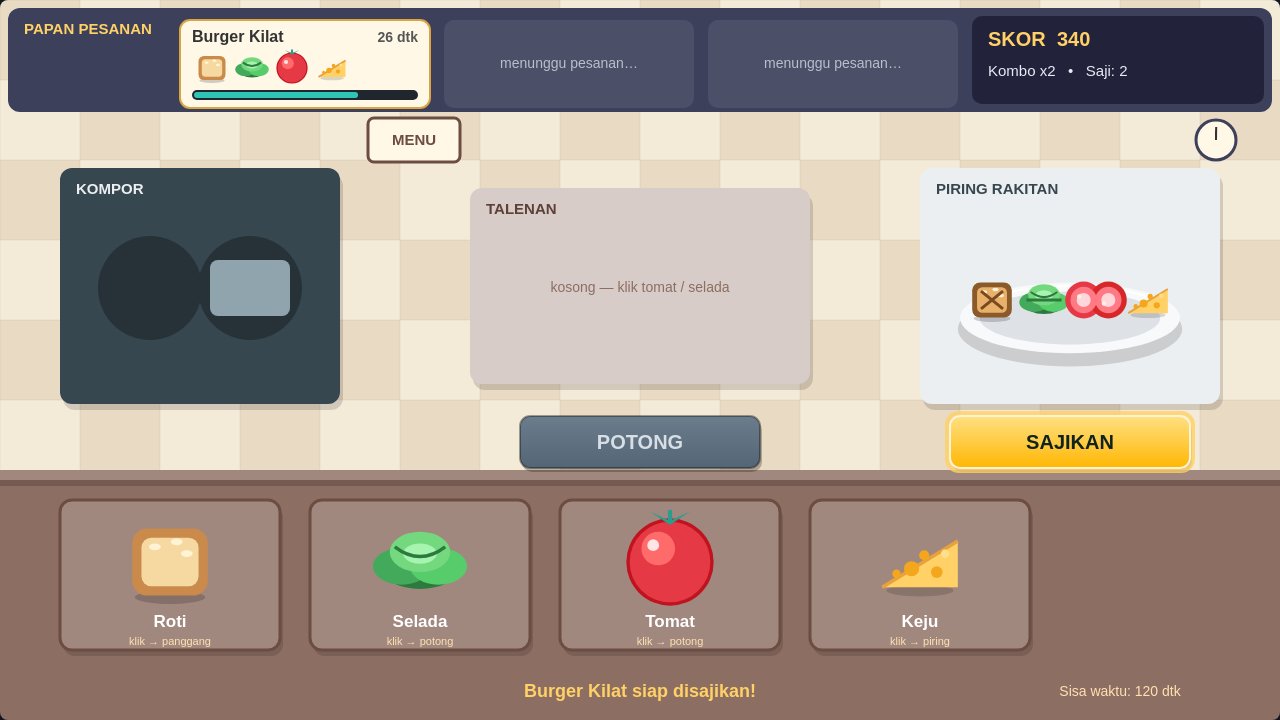 PAPAN PESANAN
Burger Kilat
26 dtk
menunggu pesanan…
menunggu pesanan…
SKOR 340
Kombo x2 • Saji: 2
MENU
KOMPOR
TALENAN
kosong — klik tomat / selada
PIRING RAKITAN
POTONG
SAJIKAN
Roti
klik → panggang
Selada
klik → potong
Tomat
klik → potong
Keju
klik → piring
Burger Kilat siap disajikan!
Sisa waktu: 120 dtk